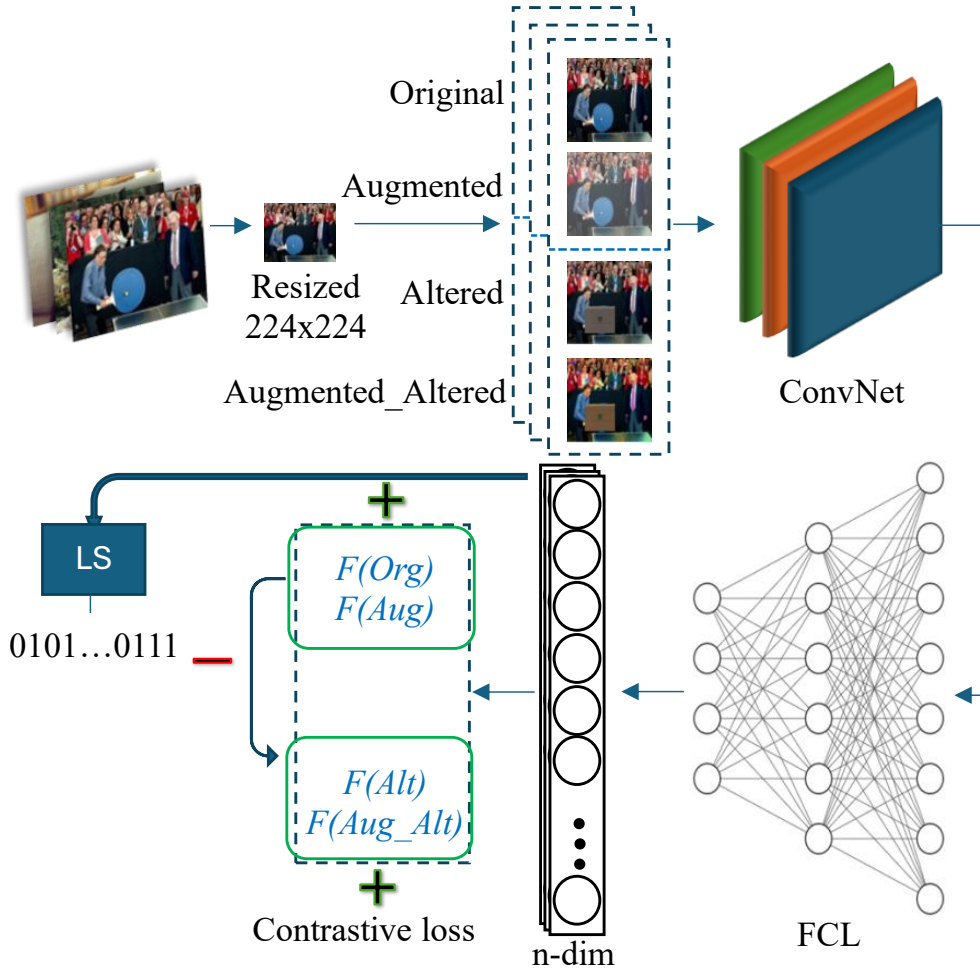 Original
Augmented
Resized
224x224
Altered
Augmented_Altered
ConvNet
LS
0101…0111
F(Org)
F(Aug)
F(Alt)
F(Aug_Alt)
Contrastive loss
n-dim
FCL